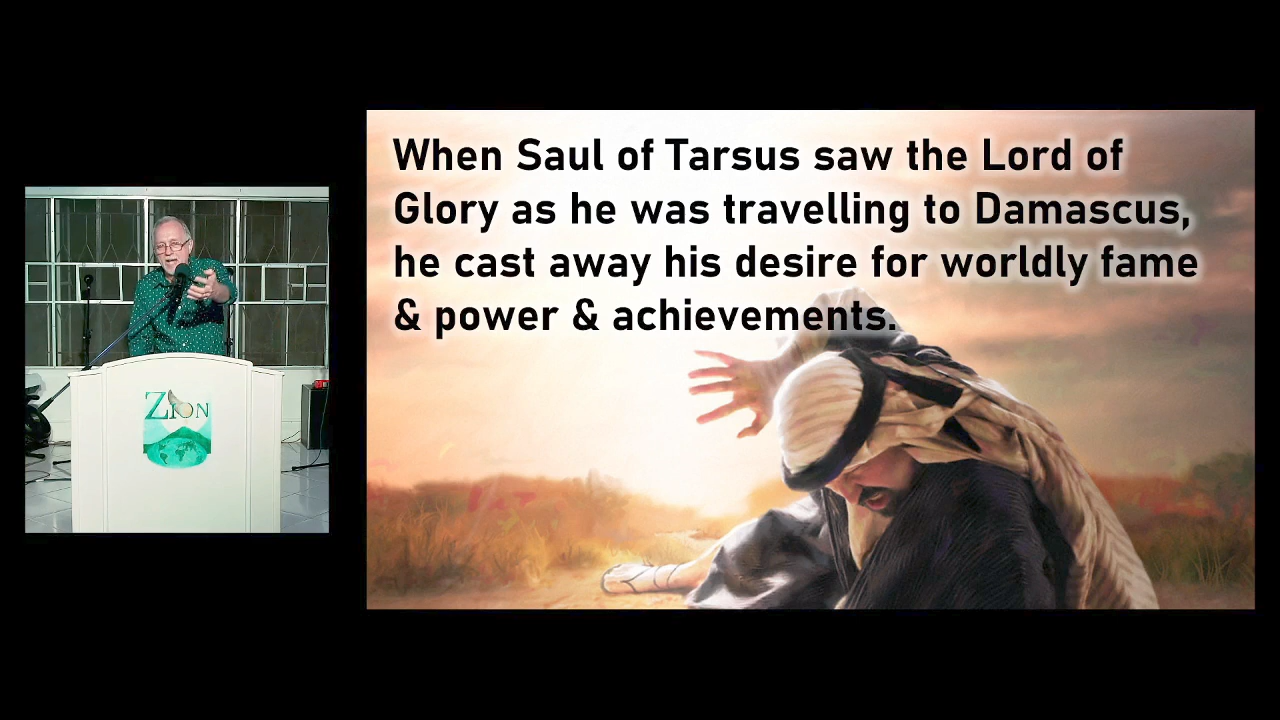 When Saul of Tarsus saw the Lord of
Glory as he was travelling to Damascus,
he cast away his desire for worldly fame
& power & achievements.
ZION